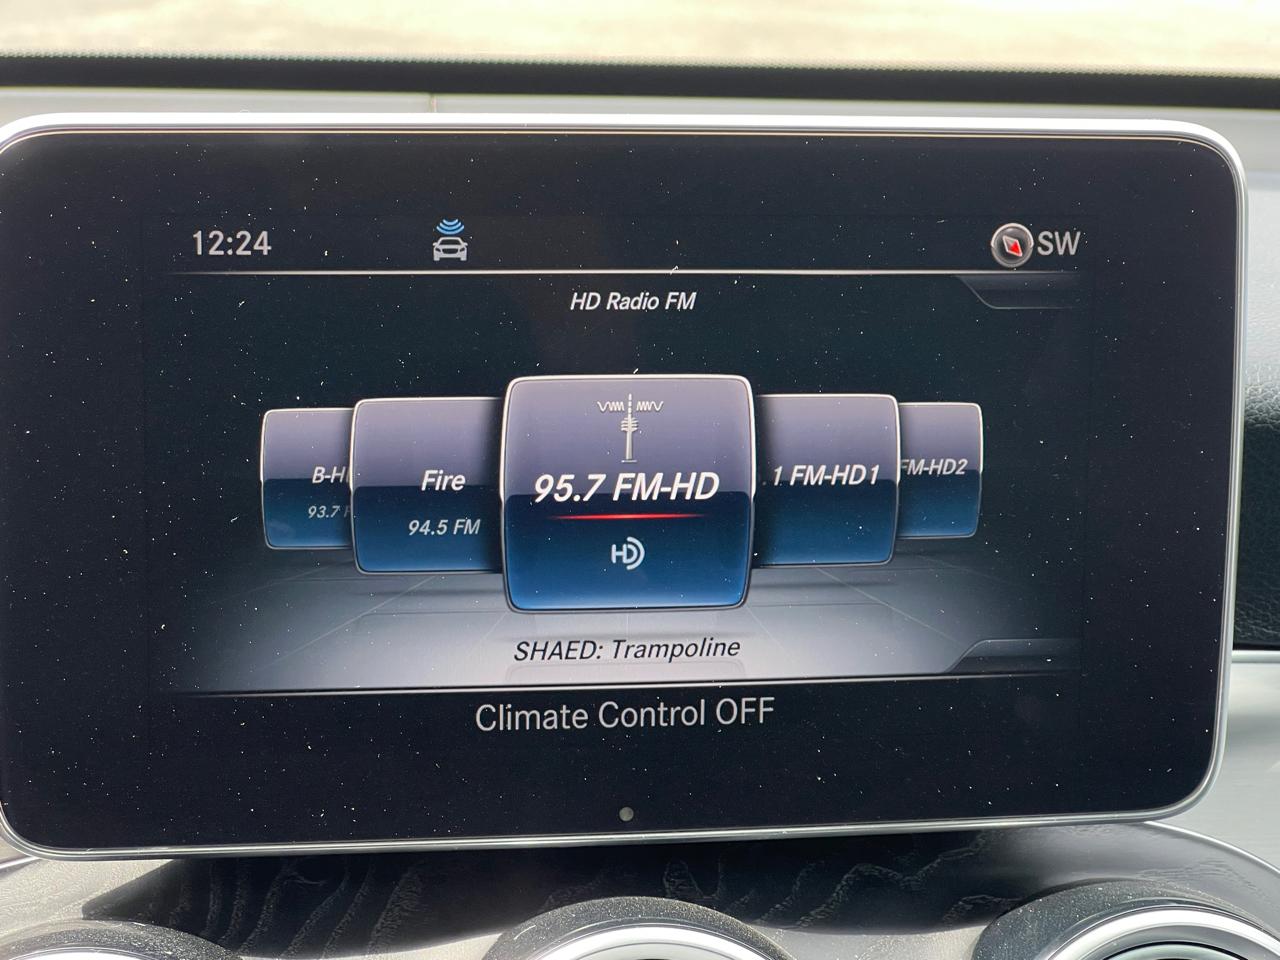 12:24
SW
HD Radio FM
Fire
94.5 FM
95.7 FM-HD
HD
.1 FM-HD1
FM-HD2
93.7
SHAED: Trampoline
Climate Control OFF